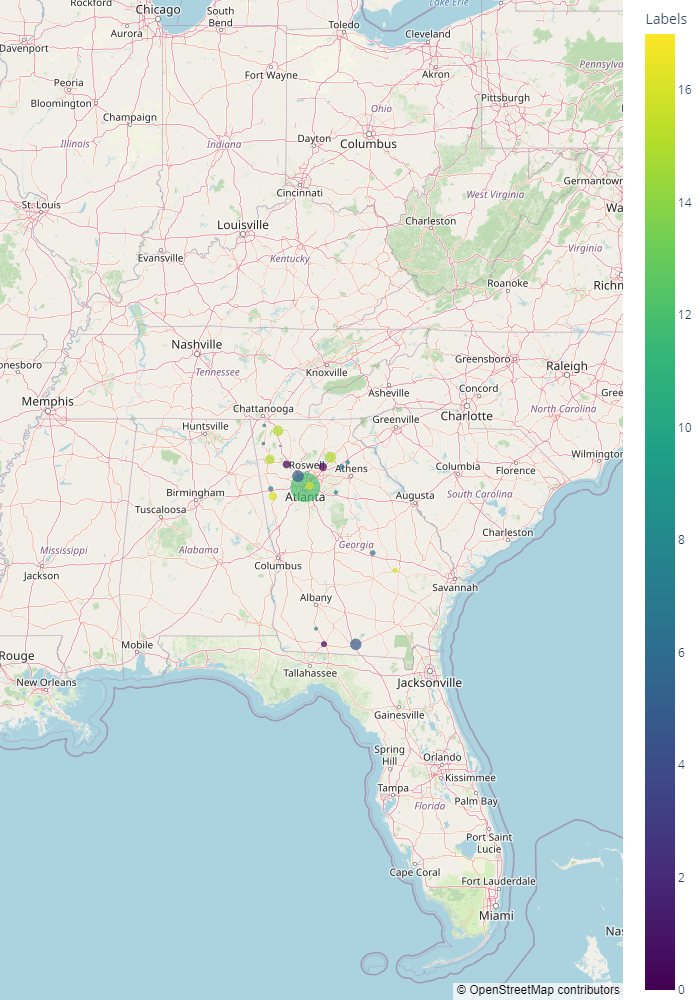 Rockford
Chicago
South
Bend
Lake Erie
Labels
Aurora
Toledo
Cleveland
Davenport
Akron
Fort Wayne
Peoria
Pennsylva
16
Bloomington
Pittsburgh
Champaign
Ohio
Illinois
Indiana
Dayton
Columbus
Germantown
Cincinnati
West Virginia
14
St. Louis
Wa
Louisville
Charleston
Evansville
Kentucky
Virginia
Roanoke
Richm
12
Nashville
Greensboro
onesboro
Tennessee
Knoxville
Raleigh
Memphis
Asheville
Concord
Gree
Chattanooga
Charlotte
North Carolina
Huntsville
Greenville
10
Wilmington
Roswell
Athens
Columbia
Florence
Birmingham
Atlanta
Augusta
South Carolina
Tuscaloosa
Charleston
8
Mississippi
Alabama
Georgia
Jackson
Columbus
Savannah
Albany
Mobile
6
Rouge
Tallahassee
New Orleans
Jacksonville
Gainesville
Spring
Hill
Orlando
4
Kissimmee
Tampa
Palm Bay
Florida
Port Saint
Lucie
Cape Coral
Fort Lauderdale
2
Miami
Nas
0
© OpenStreetMap contributors